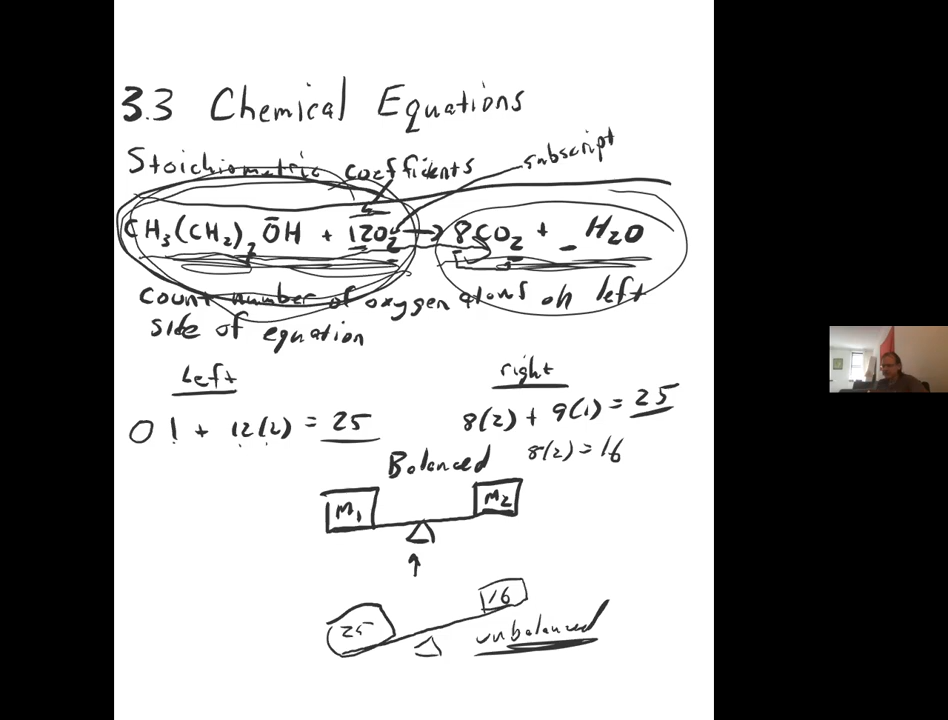 3.3 Chemical Equations
Stoichiometric coefficients subscript
CH₃(CH₂)₇OH + 12O₂ → 8CO₂ + _ H₂O
count number of oxygen atoms on left
side of equation
Left right
O 1 + 12(2) = 25 8(2) + 9(1) = 25
8(2) = 16
Balanced
M₁ M₂
25 16
unbalanced